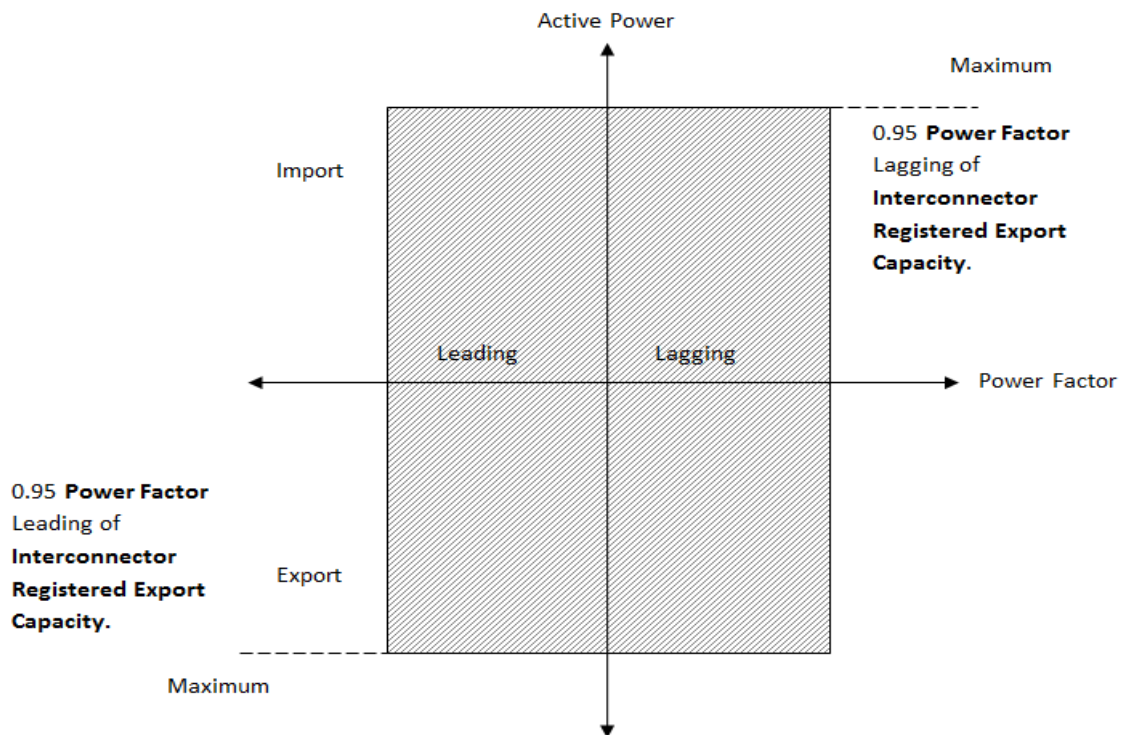 Active Power
Maximum
0.95 Power Factor
Lagging of
Interconnector
Registered Export
Capacity.
Import
Leading
Lagging
Power Factor
0.95 Power Factor
Leading of
Interconnector
Registered Export
Capacity.
Export
Maximum